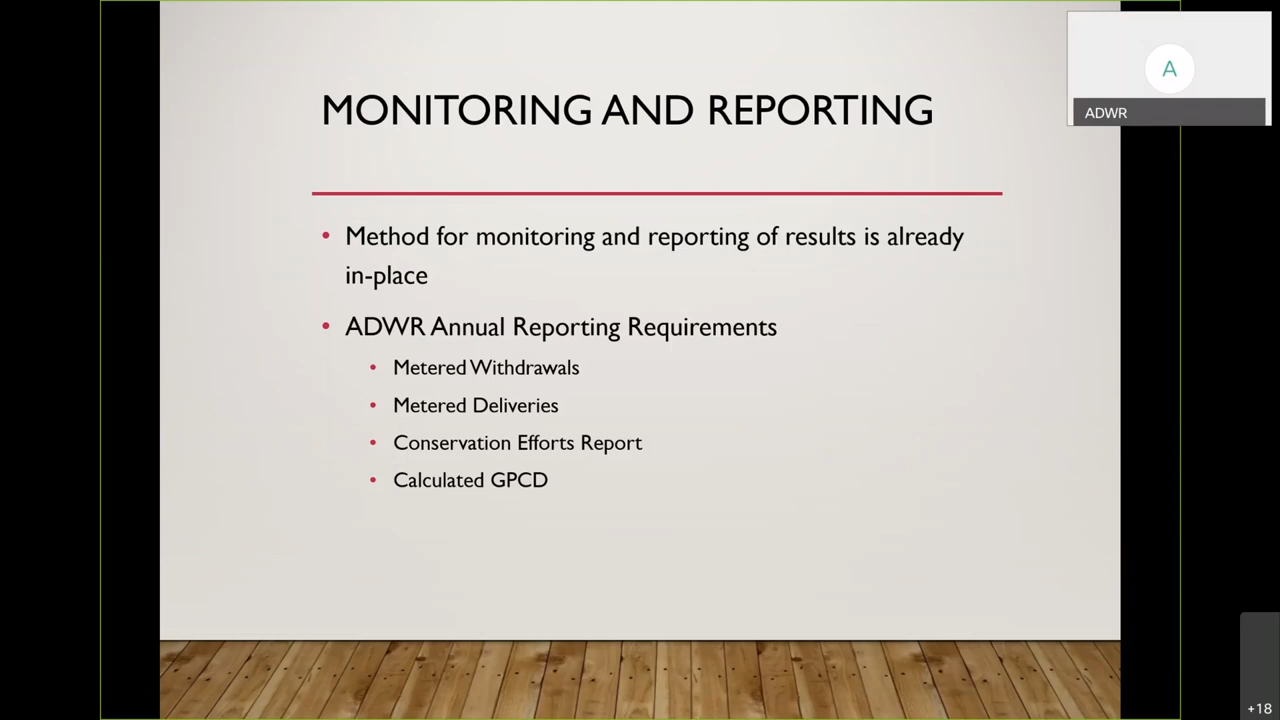 MONITORING AND REPORTING
A
ADWR
• Method for monitoring and reporting of results is already
in-place
• ADWR Annual Reporting Requirements
• Metered Withdrawals
• Metered Deliveries
• Conservation Efforts Report
• Calculated GPCD
+18